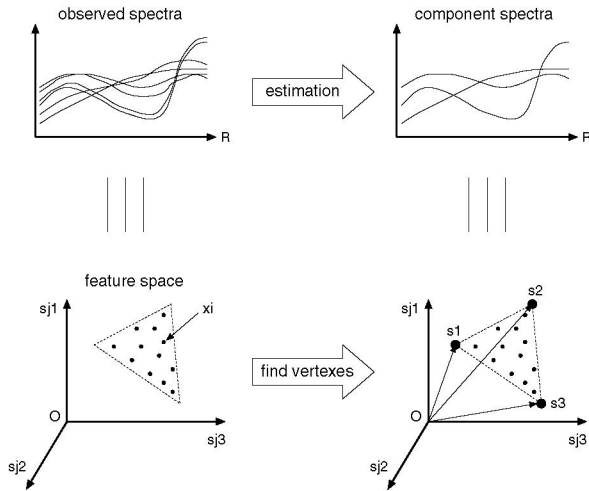 observed spectra
component spectra
estimation
R
R
feature space
sj1
xi
O
sj3
sj2
find vertexes
sj1
s2
s1
s3
O
sj3
sj2